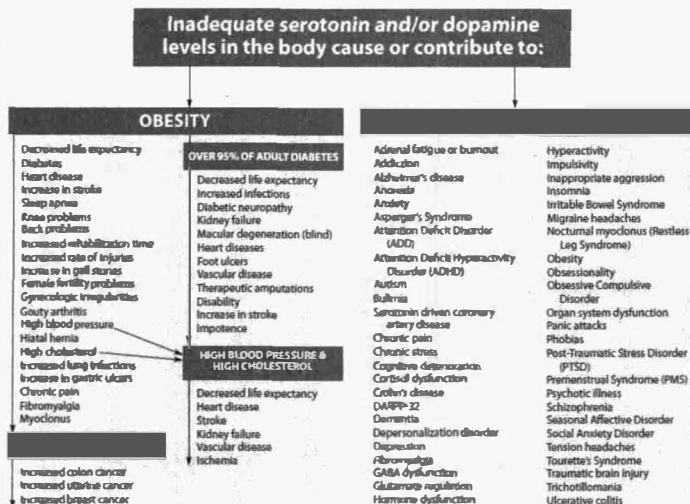 Inadequate serotonin and/or dopamine
levels in the body cause or contribute to:
OBESITY
Decreased life expectancy
Diabetes
Heart disease
Increase in stroke
Sleep apnea
Knee problems
Back problems
Increased rehabilitation time
Increased rate of injuries
Increase in gall stones
Female fertility problems
Gynecologic irregularities
Gouty arthritis
High blood pressure
Hiatal hernia
High cholesterol
Increased lung infections
Increase in gastric ulcers
Chronic pain
Fibromyalgia
Myoclonus
Increased colon cancer
Increased uterine cancer
Increased breast cancer
OVER 95% OF ADULT DIABETES
Decreased life expectancy
Increased infections
Diabetic neuropathy
Kidney failure
Macular degeneration (blind)
Heart diseases
Foot ulcers
Vascular disease
Therapeutic amputations
Disability
Increase in stroke
Impotence
HIGH BLOOD PRESSURE &
HIGH CHOLESTEROL
Decreased life expectancy
Heart disease
Stroke
Kidney failure
Vascular disease
Ischemia
Adrenal fatigue or burnout
Addiction
Alzheimer's disease
Anorexia
Anxiety
Asperger's Syndrome
Attention Deficit Disorder
(ADD)
Attention Deficit Hyperactivity
Disorder (ADHD)
Autism
Bulimia
Serotonin driven coronary
artery disease
Chronic pain
Chronic stress
Cognitive deterioration
Cortisol dysfunction
Crohn's disease
DARPP-32
Dementia
Depersonalization disorder
Depression
Fibromyalgia
GABA dysfunction
Glutamate regulation
Hormone dysfunction
Hyperactivity
Impulsivity
Inappropriate aggression
Insomnia
Irritable Bowel Syndrome
Migraine headaches
Nocturnal myoclonus (Restless
Leg Syndrome)
Obesity
Obsessionality
Obsessive Compulsive
Disorder
Organ system dysfunction
Panic attacks
Phobias
Post-Traumatic Stress Disorder
(PTSD)
Premenstrual Syndrome (PMS)
Psychotic illness
Schizophrenia
Seasonal Affective Disorder
Social Anxiety Disorder
Tension headaches
Tourette's Syndrome
Traumatic brain injury
Trichotillomania
Ulcerative colitis